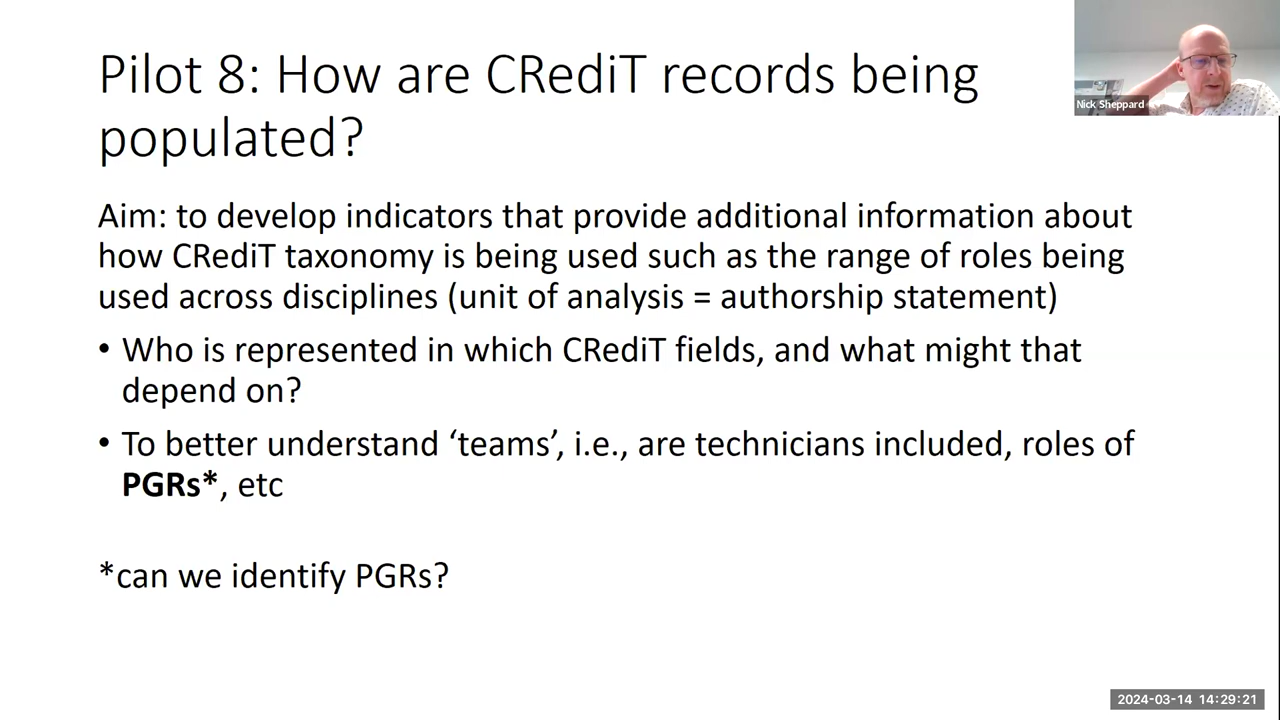 Pilot 8: How are CRediT records being
populated?
Nick Sheppard
Aim: to develop indicators that provide additional information about
how CRediT taxonomy is being used such as the range of roles being
used across disciplines (unit of analysis = authorship statement)
• Who is represented in which CRediT fields, and what might that
depend on?
• To better understand ‘teams’, i.e., are technicians included, roles of
PGRs*, etc
*can we identify PGRs?
2024-03-14 14:29:21